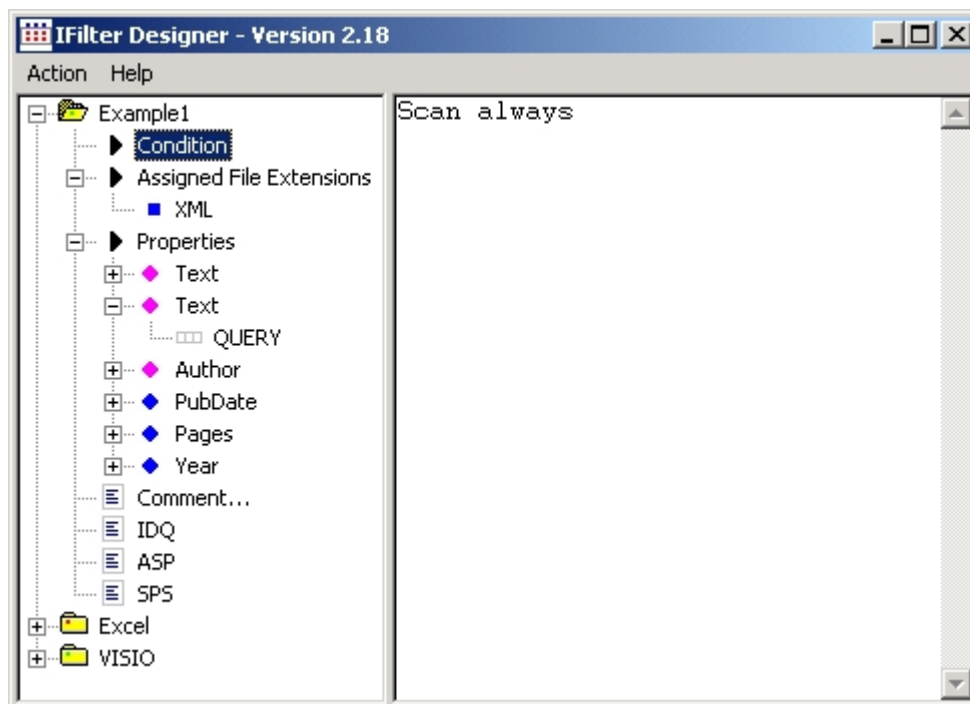 IFilter Designer - Version 2.18
Action Help
Example1
Condition
Assigned File Extensions
XML
Properties
Text
Text
QUERY
Author
PubDate
Pages
Year
Comment...
IDQ
ASP
SPS
Excel
VISIO
Scan always